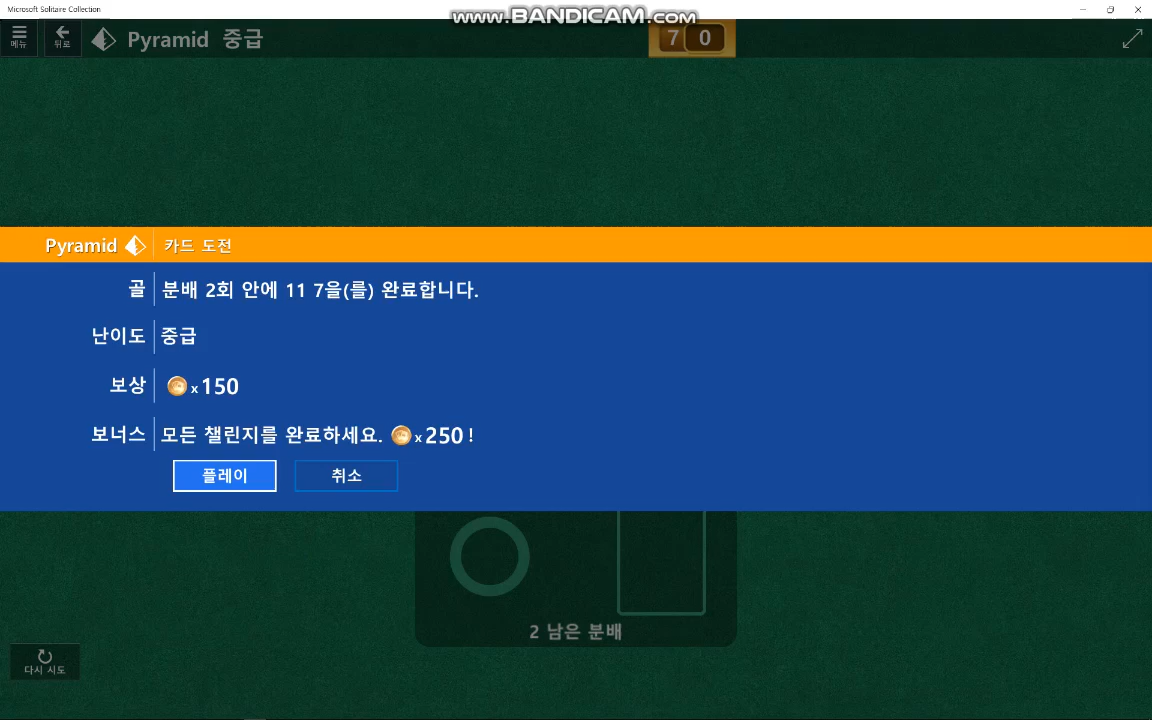 Microsoft Solitaire Collection
www.BANDICAM.com
메뉴
뒤로
Pyramid 중급
7 0
Pyramid 카드 도전
골 분배 2회 안에 11 7을(를) 완료합니다.
난이도 중급
보상 x150
보너스 모든 챌린지를 완료하세요. x250!
플레이 취소
2 남은 분배
다시 시도